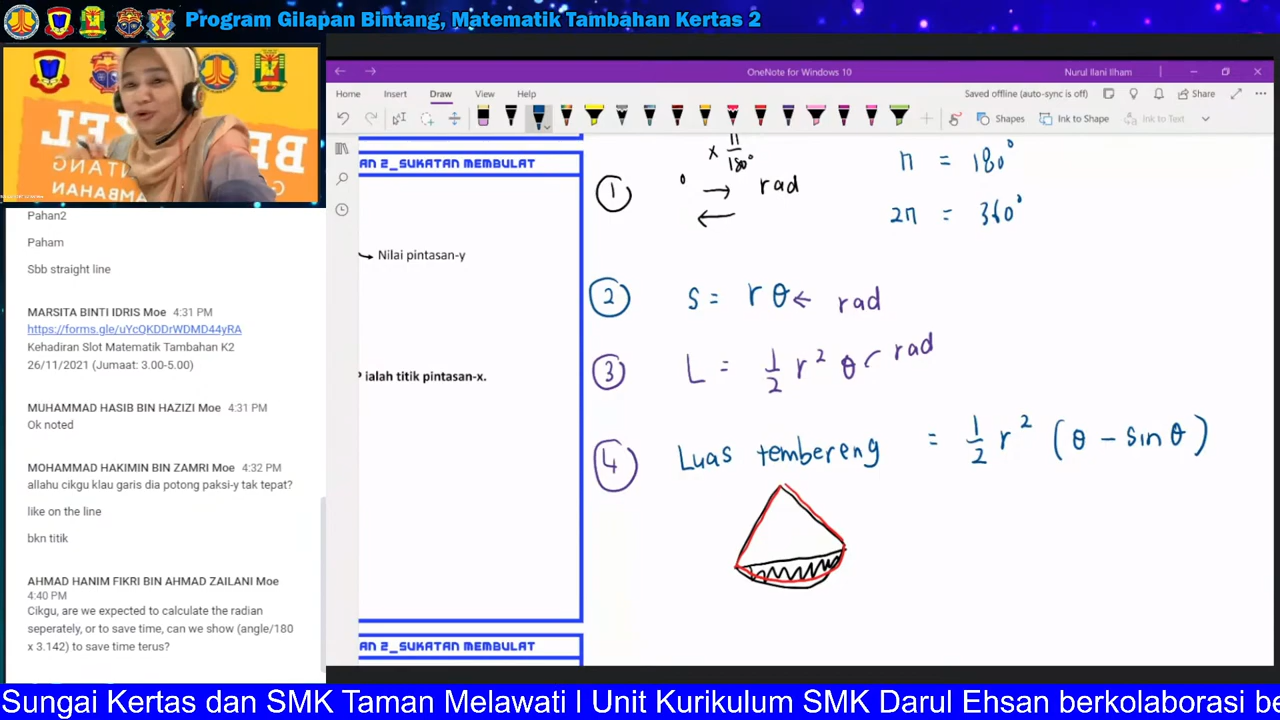 Program Gilapan Bintang, Matematik Tambahan Kertas 2
OneNote for Windows 10
Nurul Ilani Ilham
Home Insert Draw View Help
Saved offline (auto-sync is off)
Share
Shapes
Ink to Shape
Ink to Text
Pahan2
Paham
Sbb straight line
MARSITA BINTI IDRIS Moe 4:31 PM
https://forms.gle/uYcQKDDrWDMD44yRA
Kehadiran Slot Matematik Tambahan K2
26/11/2021 (Jumaat: 3.00-5.00)
MUHAMMAD HASIB BIN HAZIZI Moe 4:31 PM
Ok noted
MOHAMMAD HAKIMIN BIN ZAMRI Moe 4:32 PM
allahu cikgu klau garis dia potong paksi-y tak tepat?
like on the line
bkn titik
AHMAD HANIM FIKRI BIN AHMAD ZAILANI Moe
4:40 PM
Cikgu, are we expected to calculate the radian
seperately, or to save time, can we show (angle/180
x 3.142) to save time terus?
AN 2_SUKATAN MEMBULAT
Nilai pintasan-y
P ialah titik pintasan-x.
AN 2_SUKATAN MEMBULAT
x π/180°
① ° → rad
←
π = 180°
2π = 360°
② s = rθ ← rad
③ L = 1/2 r² θ rad
④ Luas tembereng = 1/2 r² (θ - sin θ)
Sungai Kertas dan SMK Taman Melawati l Unit Kurikulum SMK Darul Ehsan berkolaborasi be